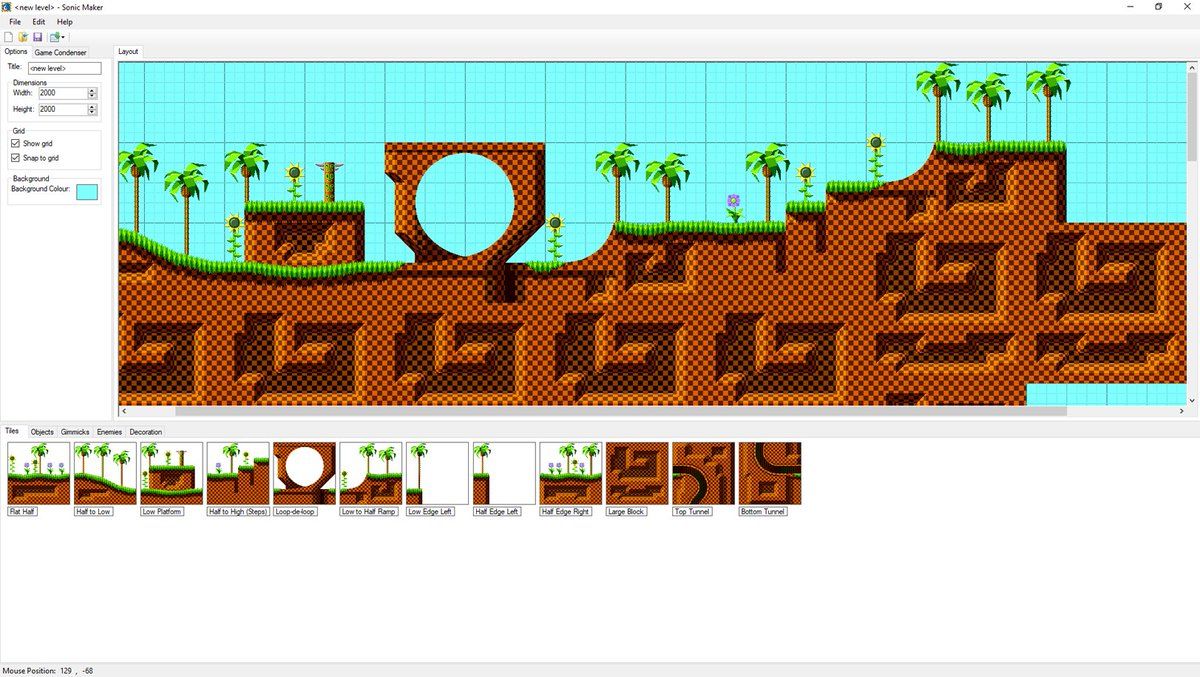 <new level> - Sonic Maker
File Edit Help
Options Game Condenser
Layout
Title: <new level>
Dimensions
Width: 2000
Height: 2000
Grid
Show grid
Snap to grid
Background
Background Colour:
Tiles Objects Gimmicks Enemies Decoration
Flat Half Half to Low Low Platform Half to High (Steps) Loop-de-loop Low to Half Ramp Low Edge Left Half Edge Left Half Edge Right Large Block Top Tunnel Bottom Tunnel
Mouse Position: 129 , -68